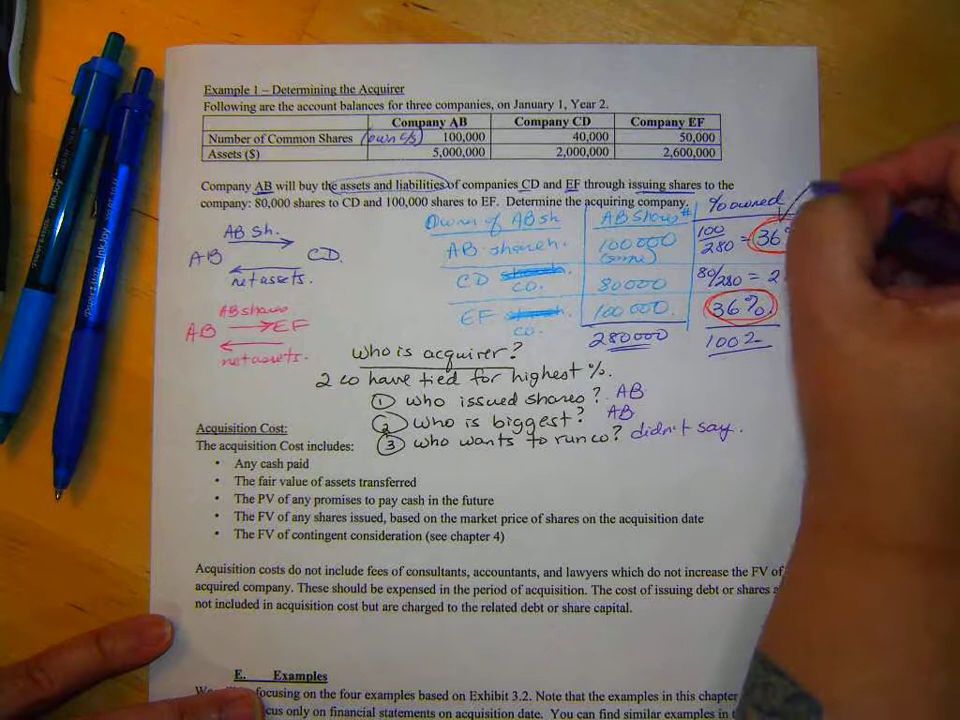 Example 1 – Determining the Acquirer
Following are the account balances for three companies, on January 1, Year 2.
Company AB Company CD Company EF
Number of Common Shares (own c/s) 100,000 40,000 50,000
Assets ($) 5,000,000 2,000,000 2,600,000
Company AB will buy the assets and liabilities of companies CD and EF through issuing shares to the
company: 80,000 shares to CD and 100,000 shares to EF. Determine the acquiring company.
Owner of AB sh AB shares # % owned
AB shareh. 100 000 100/280 = 36%
(same)
CD co. 80 000 80/280 = 2
EF co. 100 000. 36%
280 000 100%
AB sh.
AB CD.
net assets.
AB shares
AB EF
net assets.
Who is acquirer?
2 co have tied for highest %.
① who issued shares? AB
② who is biggest? AB
③ who wants to run co? didn't say.
Acquisition Cost:
The acquisition Cost includes:
• Any cash paid
• The fair value of assets transferred
• The PV of any promises to pay cash in the future
• The FV of any shares issued, based on the market price of shares on the acquisition date
• The FV of contingent consideration (see chapter 4)
Acquisition costs do not include fees of consultants, accountants, and lawyers which do not increase the FV of
acquired company. These should be expensed in the period of acquisition. The cost of issuing debt or shares
not included in acquisition cost but are charged to the related debt or share capital.
E. Examples
focusing on the four examples based on Exhibit 3.2. Note that the examples in this chapter
only on financial statements on acquisition date. You can find similar examples in
InkJoy
InkJoy